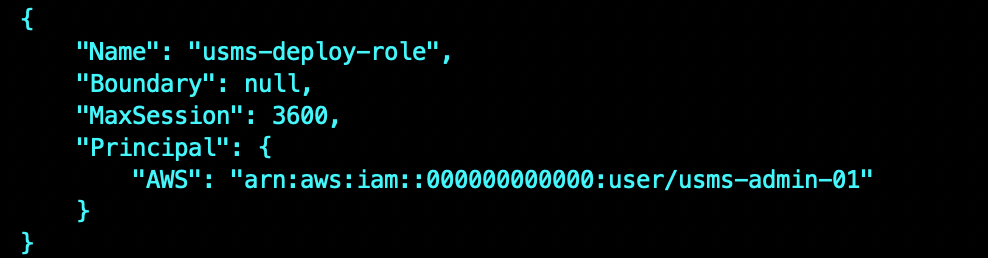 {
    "Name": "usms-deploy-role",
    "Boundary": null,
    "MaxSession": 3600,
    "Principal": {
        "AWS": "arn:aws:iam::000000000000:user/usms-admin-01"
    }
}